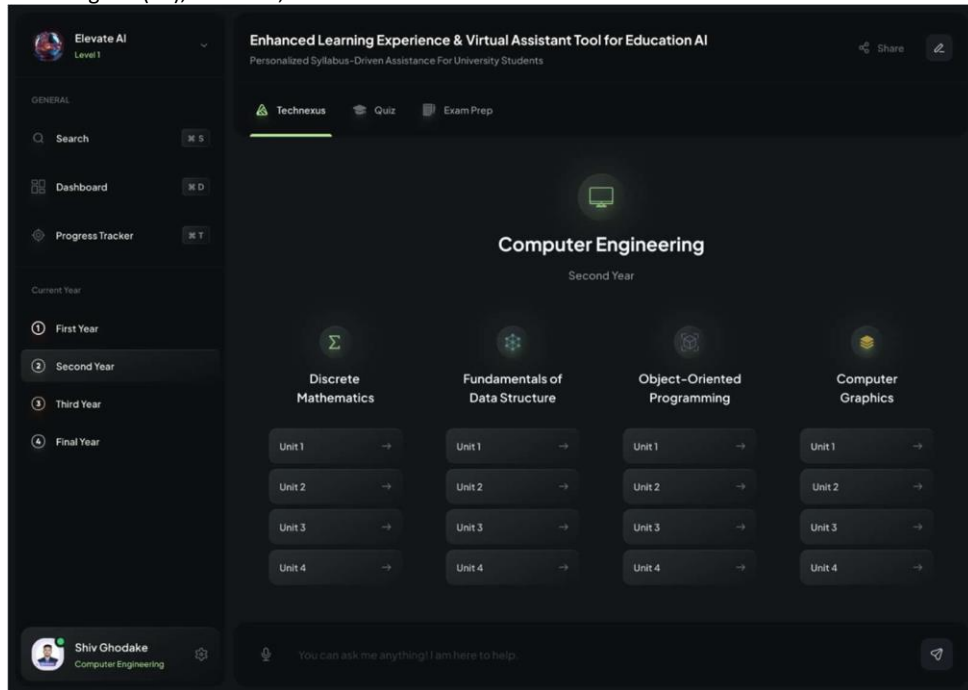 Elevate AI
Level 1
GENERAL
Search
⌘ S
Dashboard
⌘ D
Progress Tracker
⌘ T
Current Year
1 First Year
2 Second Year
3 Third Year
4 Final Year
Shiv Ghodake
Computer Engineering
Enhanced Learning Experience & Virtual Assistant Tool for Education AI
Personalized Syllabus-Driven Assistance For University Students
Share
Technexus
Quiz
Exam Prep
Computer Engineering
Second Year
Σ
Discrete
Mathematics
Unit 1 →
Unit 2 →
Unit 3 →
Unit 4 →
Fundamentals of
Data Structure
Unit 1 →
Unit 2 →
Unit 3 →
Unit 4 →
Object-Oriented
Programming
Unit 1 →
Unit 2 →
Unit 3 →
Unit 4 →
Computer
Graphics
Unit 1 →
Unit 2 →
Unit 3 →
Unit 4 →
You can ask me anything! I am here to help.